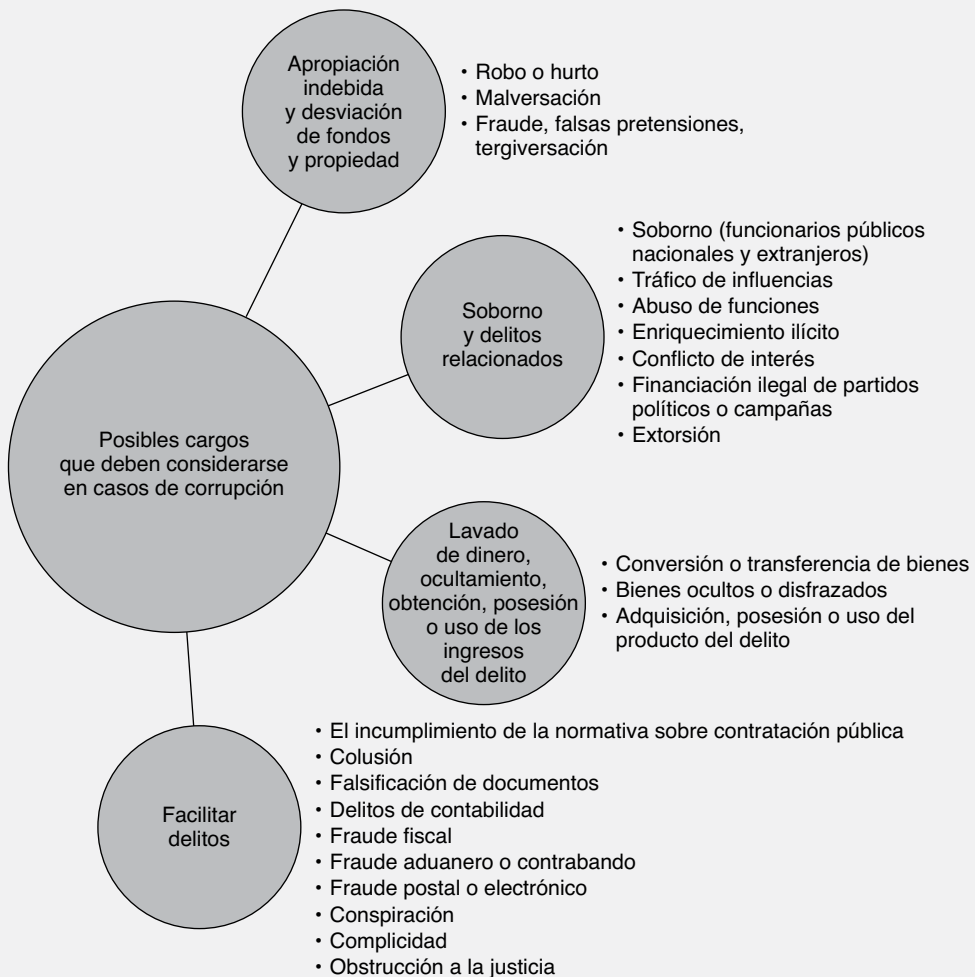 Apropiación
indebida
y desviación
de fondos
y propiedad
• Robo o hurto
• Malversación
• Fraude, falsas pretensiones,
tergiversación
Soborno
y delitos
relacionados
• Soborno (funcionarios públicos
nacionales y extranjeros)
• Tráfico de influencias
• Abuso de funciones
• Enriquecimiento ilícito
• Conflicto de interés
• Financiación ilegal de partidos
políticos o campañas
• Extorsión
Posibles cargos
que deben considerarse
en casos de corrupción
Lavado
de dinero,
ocultamiento,
obtención, posesión
o uso de los
ingresos
del delito
• Conversión o transferencia de bienes
• Bienes ocultos o disfrazados
• Adquisición, posesión o uso del
producto del delito
Facilitar
delitos
• El incumplimiento de la normativa sobre contratación pública
• Colusión
• Falsificación de documentos
• Delitos de contabilidad
• Fraude fiscal
• Fraude aduanero o contrabando
• Fraude postal o electrónico
• Conspiración
• Complicidad
• Obstrucción a la justicia